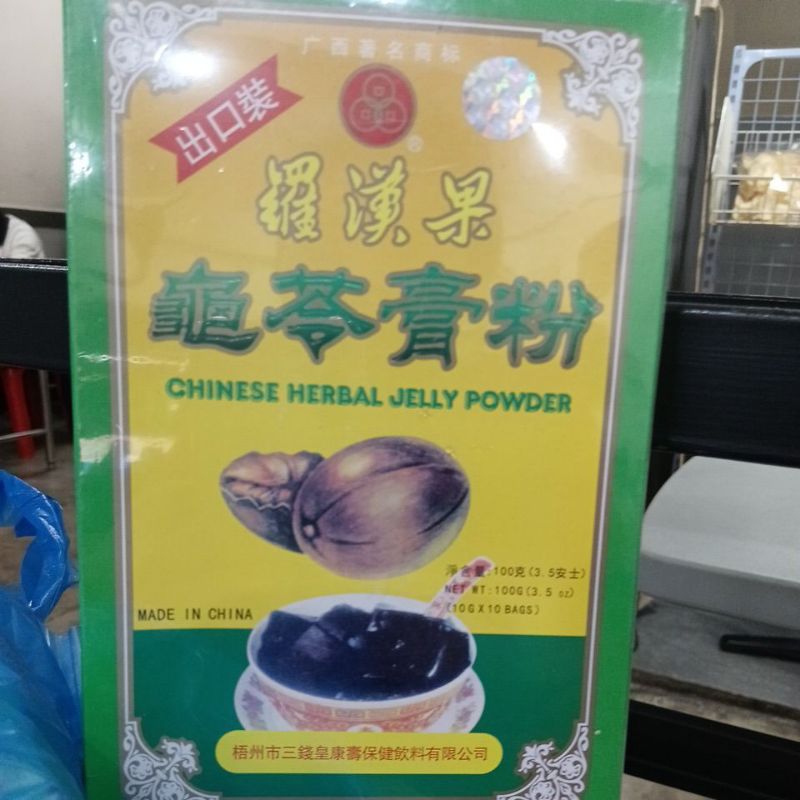 广西著名商标
出口裝
®
羅漢果
龜苓膏粉
CHINESE HERBAL JELLY POWDER
淨含量:100克(3.5安士)
NET WT:100G(3.5 oz)
(10G X 10 BAGS)
MADE IN CHINA
梧州市三錢皇康壽保健飲料有限公司